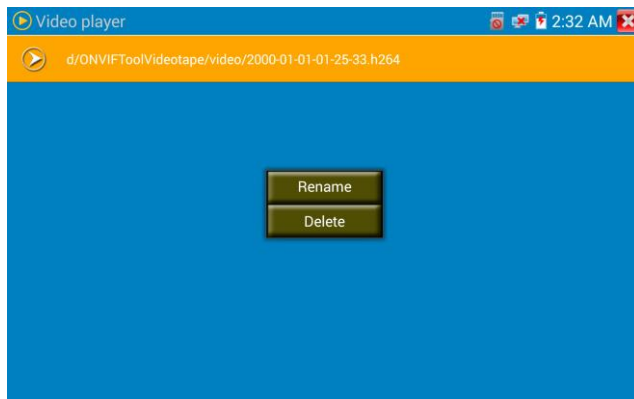 Video player
2:32 AM
d/ONVIFToolVideotape/video/2000-01-01-01-25-33.h264
Rename
Delete